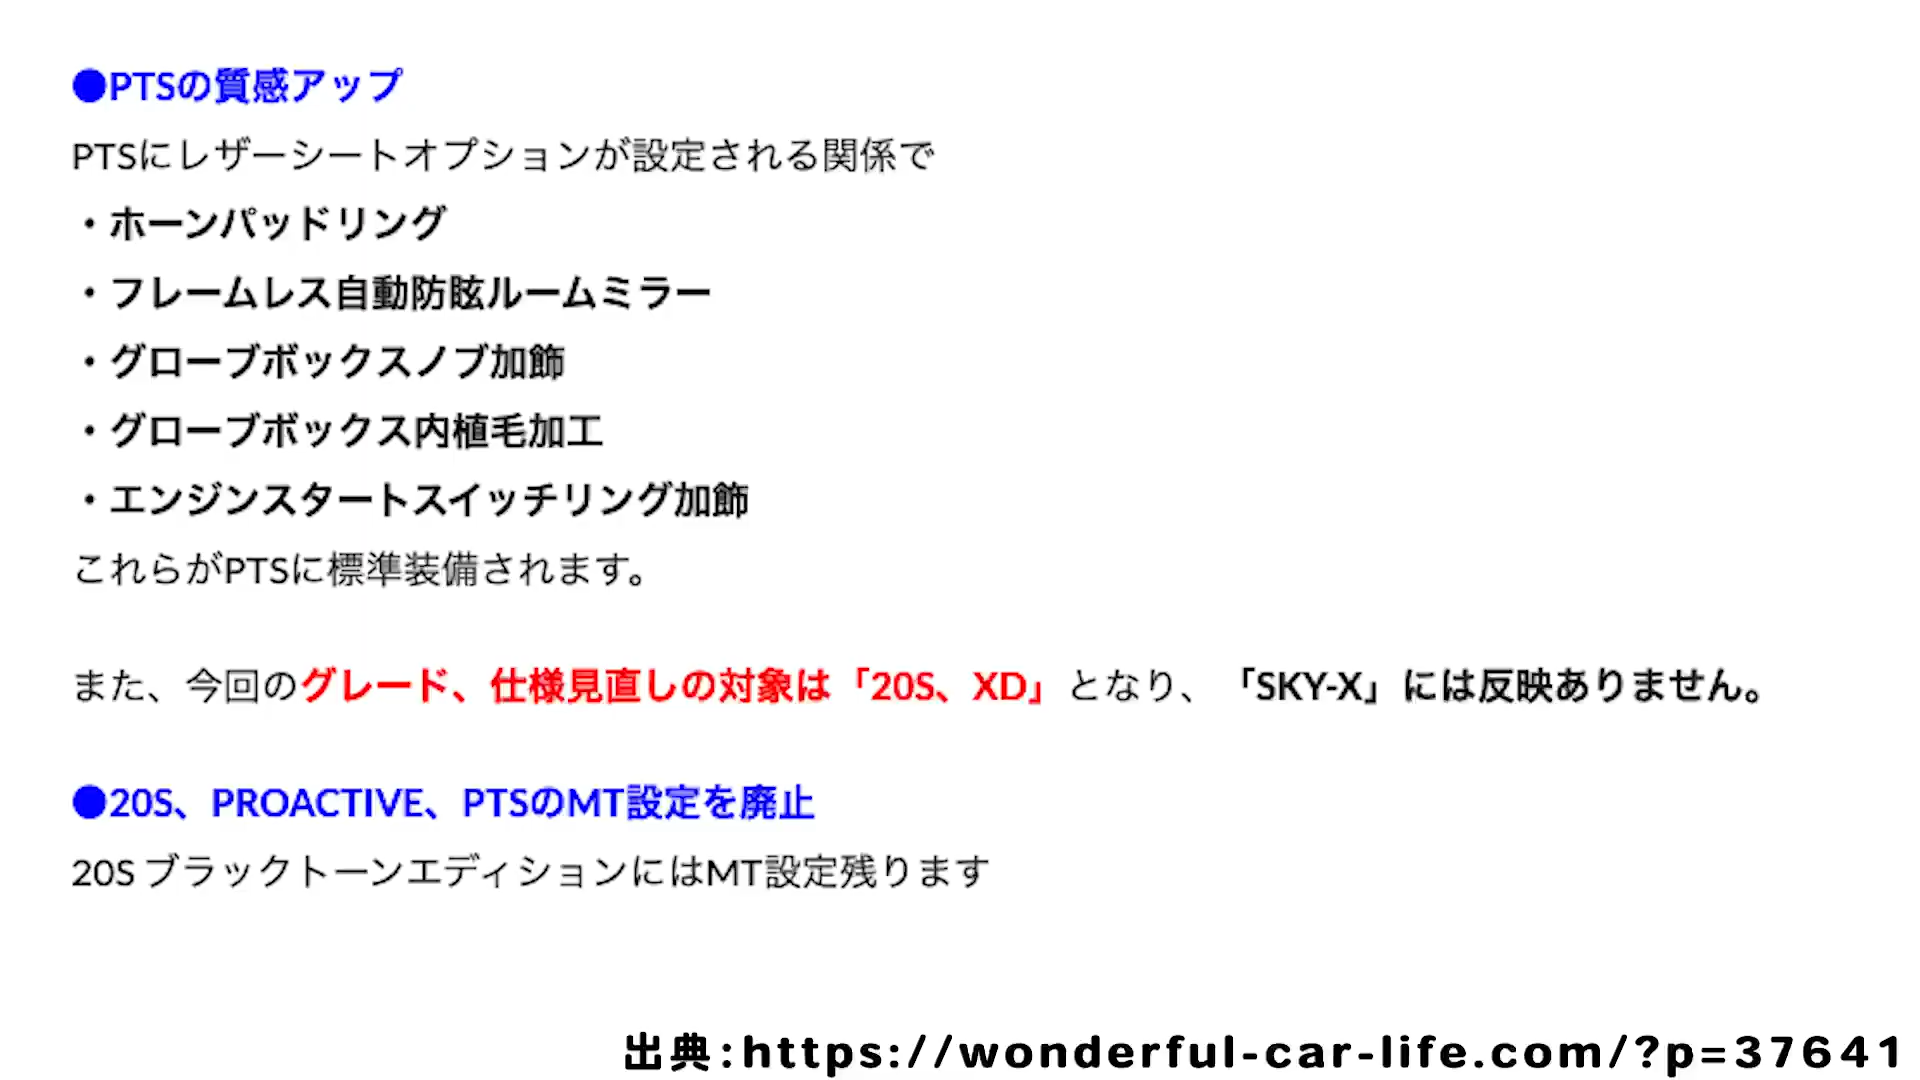 ●PTSの質感アップ
PTSにレザーシートオプションが設定される関係で
・ホーンパッドリング
・フレームレス自動防眩ルームミラー
・グローブボックスノブ加飾
・グローブボックス内植毛加工
・エンジンスタートスイッチリング加飾
これらがPTSに標準装備されます。
また、今回のグレード、仕様見直しの対象は「20S、XD」となり、「SKY-X」には反映ありません。
●20S、PROACTIVE、PTSのMT設定を廃止
20S ブラックトーンエディションにはMT設定残ります
出典:https://wonderful-car-life.com/?p=37641